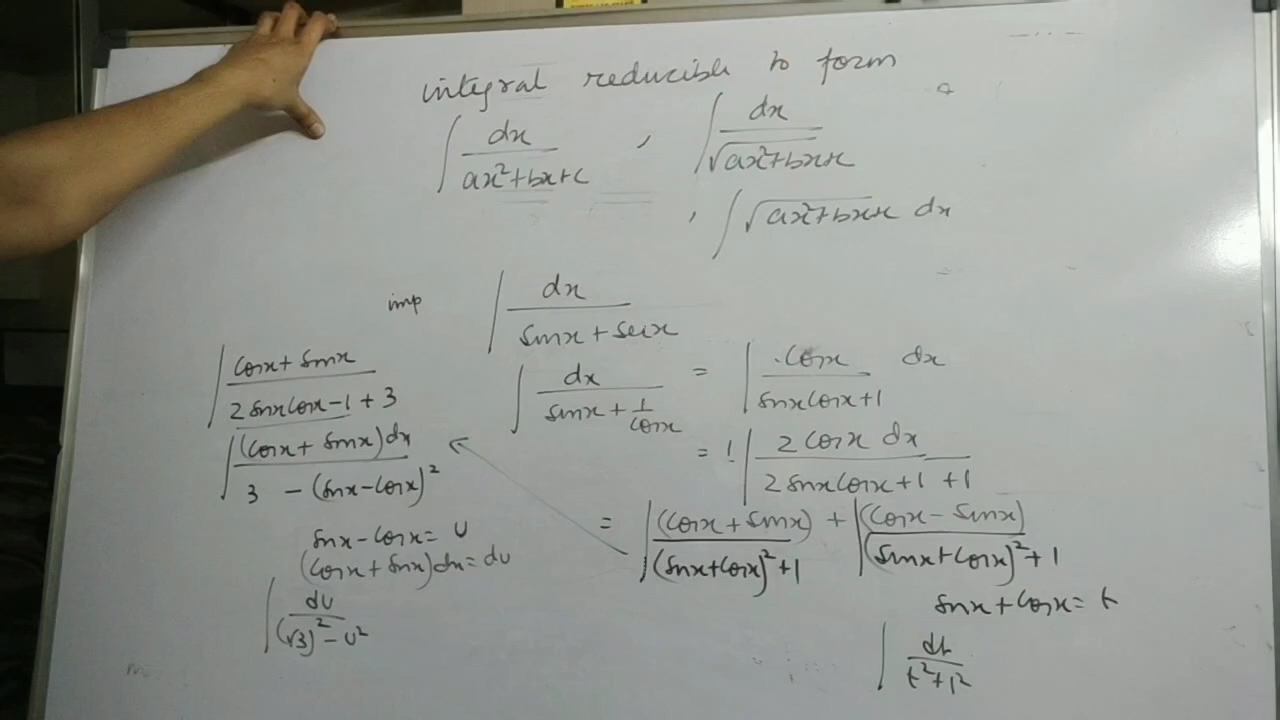 integral reducible to form
∫ dx / (ax²+bx+c) , ∫ dx / √(ax²+bx+c)
, ∫ √(ax²+bx+c) dx
imp ∫ dx / (sinx + secx)
∫ dx / (sinx + 1/cosx) = ∫ cosx dx / (sinxcosx+1)
= ∫ 2cosx dx / (2sinxcosx+1+1)
= ∫ (cosx+sinx) / ((sinx+cosx)²+1) + ∫ (cosx-sinx) / ((sinx+cosx)²+1)
sinx+cosx = t
∫ dt / (t²+1²)
∫ (cosx+sinx) / (2sinxcosx-1+3)
∫ (cosx+sinx)dx / (3-(sinx-cosx)²)
sinx-cosx = u
(cosx+sinx)dx = du
∫ du / ((√3)²-u²)